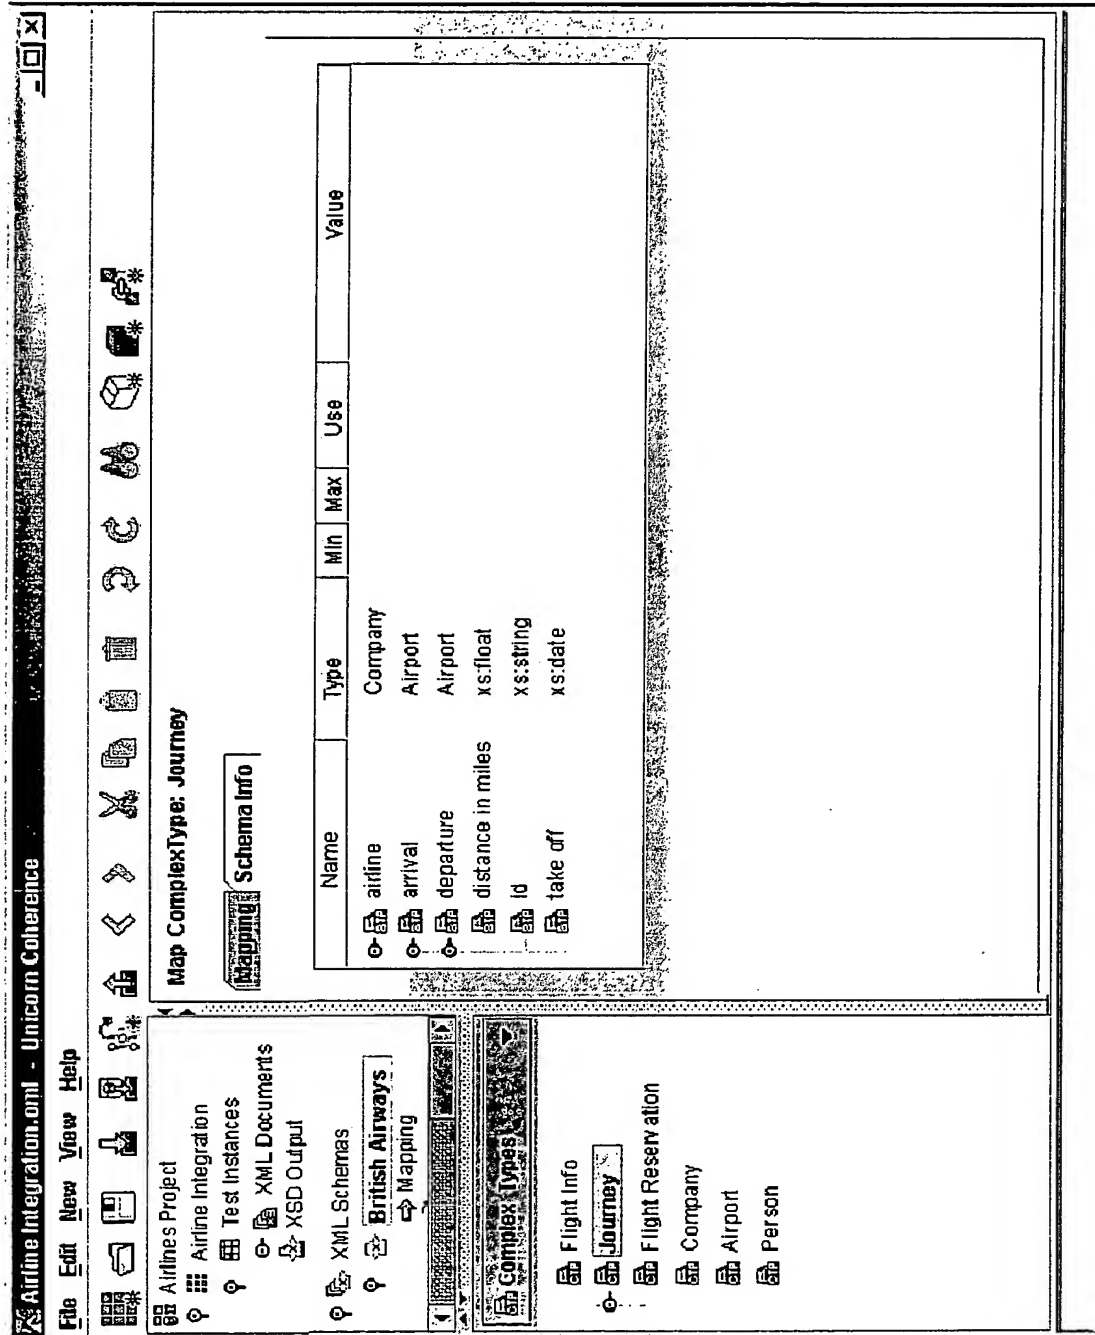 Airline Integration.oml - Unicorn Coherence
File Edit New View Help
Airlines Project
Airline Integration
Test Instances
XML Documents
XSD Output
XML Schemas
British Airways
Mapping
Complex Types
Flight Info
Journey
Flight Reservation
Company
Airport
Person
Map ComplexType: Journey
Mapping Schema Info
Name Type Min Max Use Value
airline Company
arrival Airport
departure Airport
distance in miles xs:float
id xs:string
take off xs:date